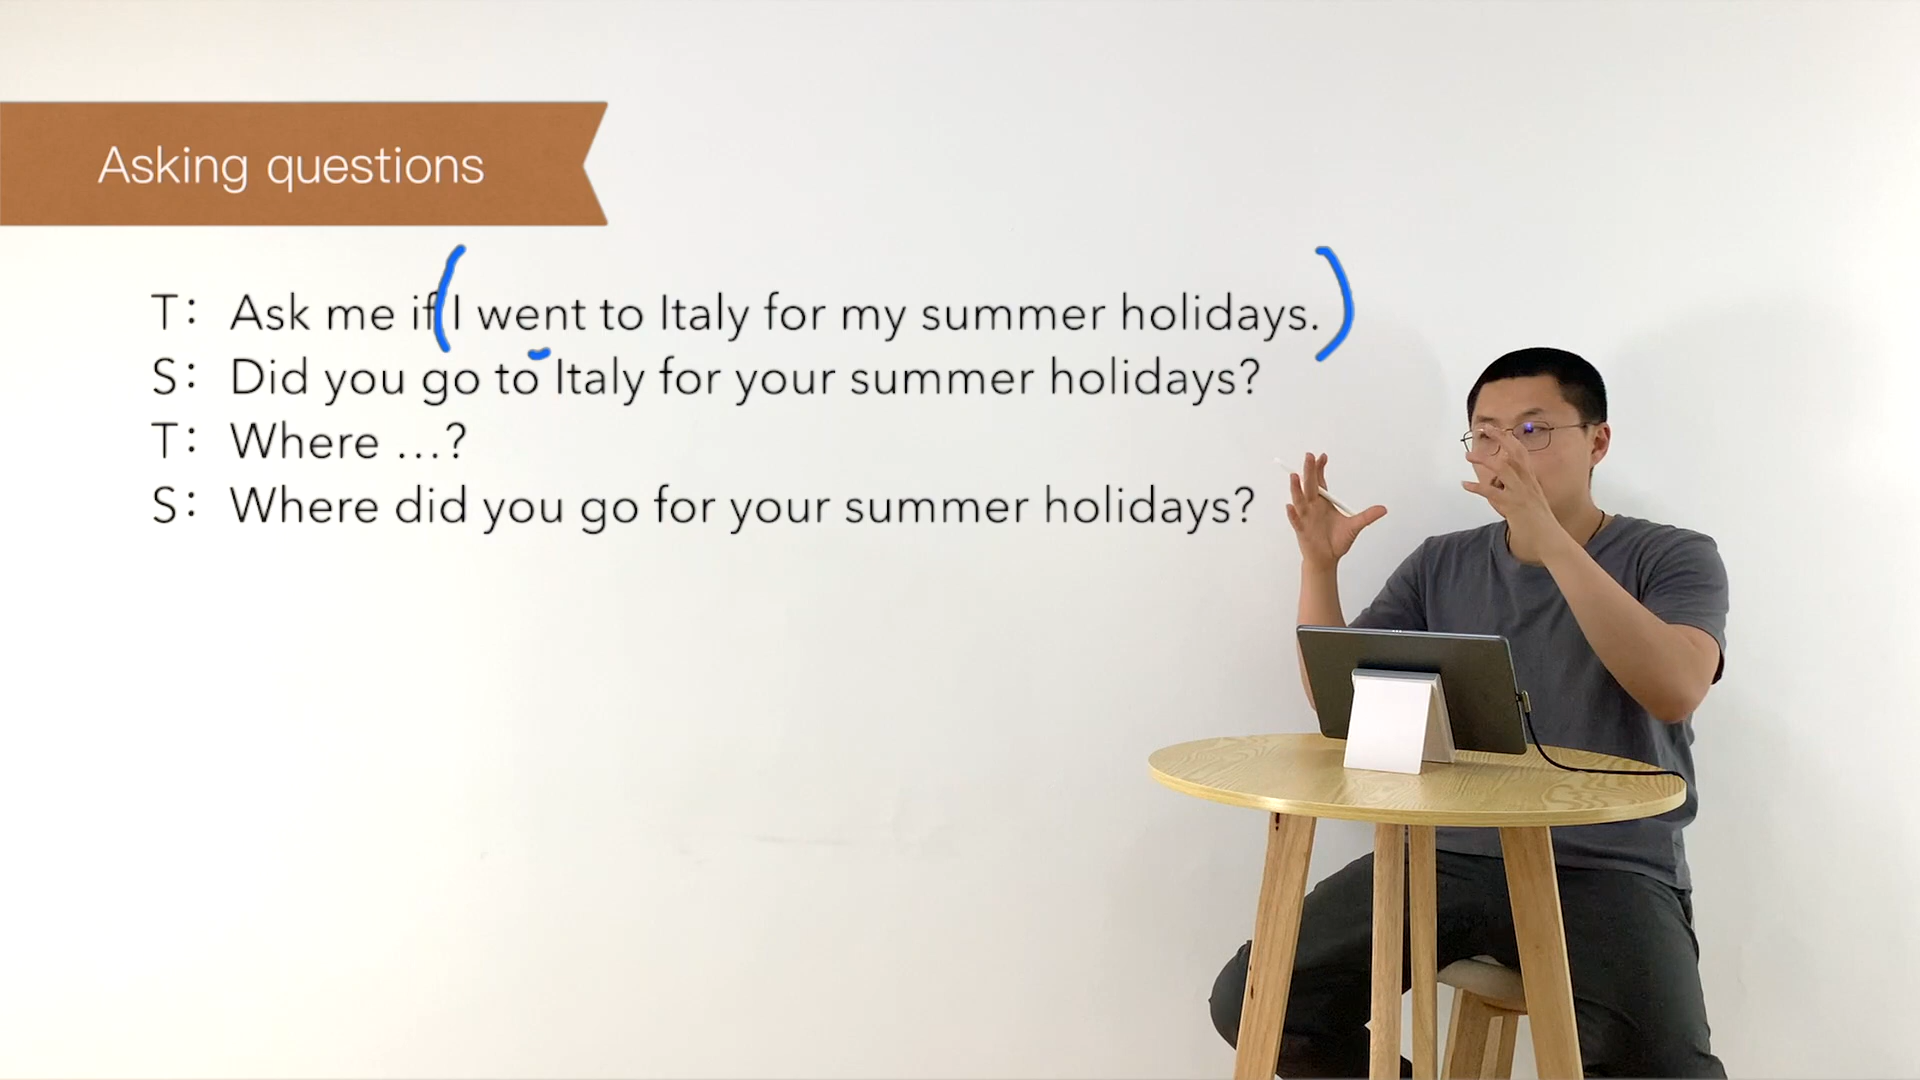 Asking questions
T: Ask me if (I went to Italy for my summer holidays.)
S: Did you go to Italy for your summer holidays?
T: Where ...?
S: Where did you go for your summer holidays?